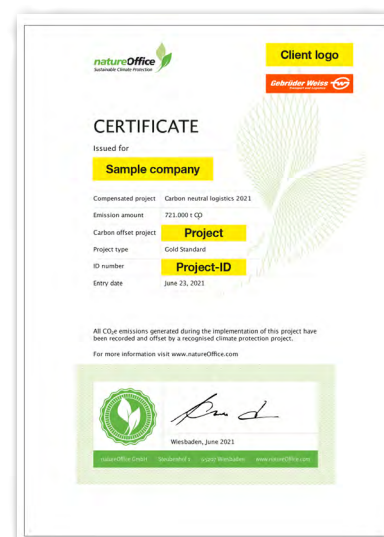 natureOffice
Sustainable Climate Protection
Client logo
Gebrüder Weiss
CERTIFICATE
Issued for
Sample company
Compensated project Carbon neutral logistics 2021
Emission amount 721.000 t CO
Carbon offset project Project
Project type Gold Standard
ID number Project-ID
Entry date June 23, 2021
All CO₂e emissions generated during the implementation of this project have
been recorded and offset by a recognised climate protection project.
For more information visit www.natureOffice.com
Wiesbaden, June 2021
natureOffice GmbH Wiesbaden www.natureOffice.com